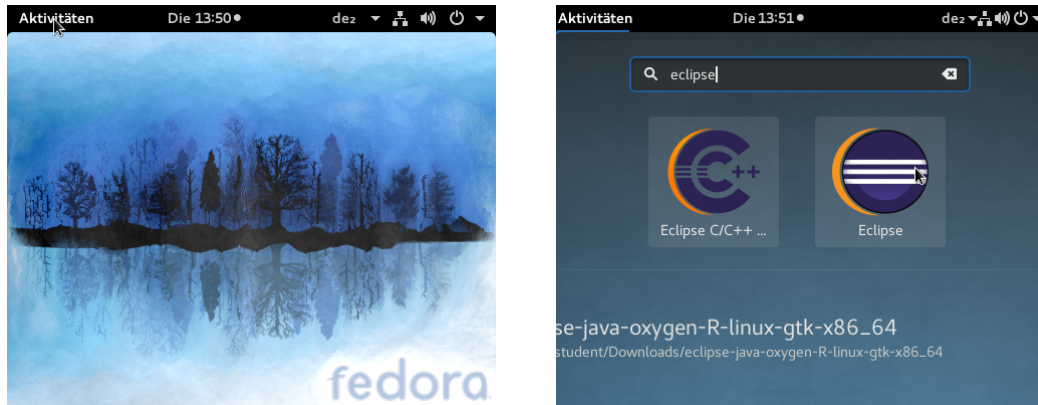 Aktivitäten Die 13:50 de2
fedora
Aktivitäten Die 13:51 de2
eclipse
Eclipse C/C++ ... Eclipse
se-java-oxygen-R-linux-gtk-x86_64
student/Downloads/eclipse-java-oxygen-R-linux-gtk-x86_64